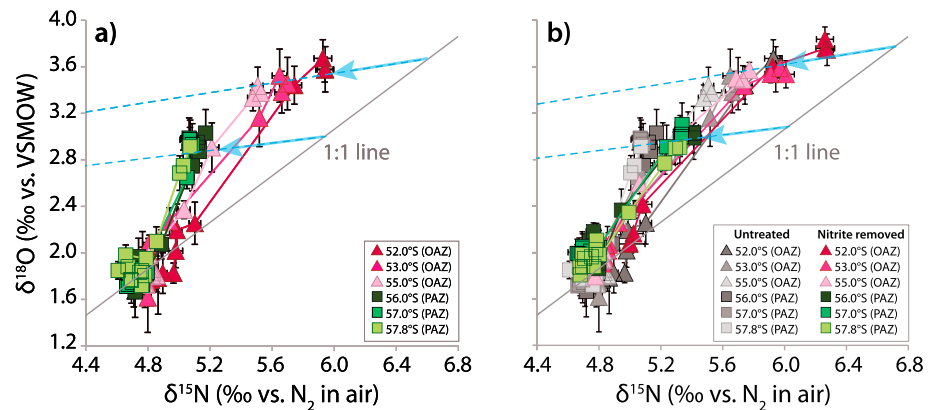 a)
4.0
3.6
3.2
2.8
2.4
2.0
1.6
1.2
δ18O (‰ vs. VSMOW)
1:1 line
52.0°S (OAZ)
53.0°S (OAZ)
55.0°S (OAZ)
56.0°S (PAZ)
57.0°S (PAZ)
57.8°S (PAZ)
4.4 4.8 5.2 5.6 6.0 6.4 6.8
δ15N (‰ vs. N2 in air)
b)
1:1 line
Untreated Nitrite removed
52.0°S (OAZ) 52.0°S (OAZ)
53.0°S (OAZ) 53.0°S (OAZ)
55.0°S (OAZ) 55.0°S (OAZ)
56.0°S (PAZ) 56.0°S (PAZ)
57.0°S (PAZ) 57.0°S (PAZ)
57.8°S (PAZ) 57.8°S (PAZ)
4.4 4.8 5.2 5.6 6.0 6.4 6.8
δ15N (‰ vs. N2 in air)